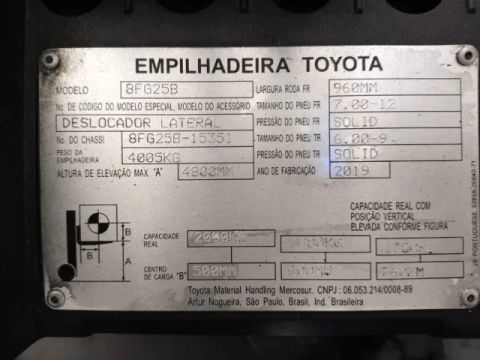 EMPILHADEIRA TOYOTA
MODELO 8FG25B LARGURA RODA FR 960MM
No. DE CÓDIGO DO MODELO ESPECIAL, MODELO DO ACESSÓRIO TAMANHO DO PNEU FR 7.00-12
DESLOCADOR LATERAL PRESSÃO DO PNEU FR SOLID
No. DO CHASSI 8FG25B-15351 TAMANHO DO PNEU FR 6.00-9
PESO DA EMPILHADEIRA 4005KG PRESSÃO DO PNEU FR SOLID
ALTURA DE ELEVAÇÃO MAX. "A" 4800MM ANO DE FABRICAÇÃO 2019
CAPACIDADE REAL COM
POSIÇÃO VERTICAL
ELEVADA CONFORME FIGURA
B
B
A
CAPACIDADE
REAL
CENTRO
DE CARGA "B" 500MM
Toyota Material Handling Mercosur. CNPJ : 06.053.214/0008-89
Artur Nogueira, São Paulo, Brasil, Ind. Brasileira